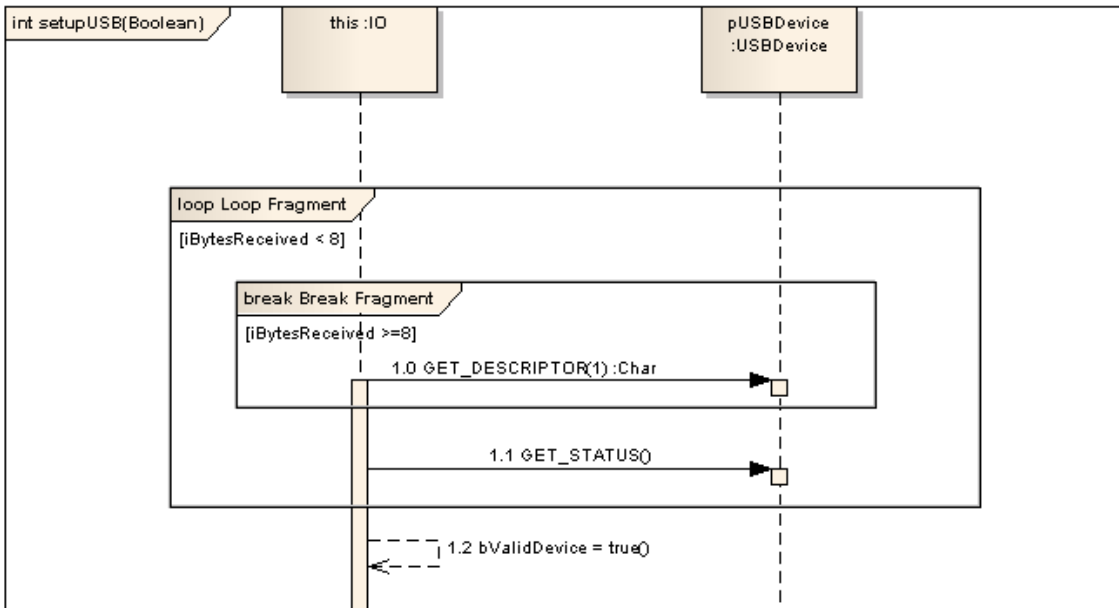 int setupUSB(Boolean)
this :IO
pUSBDevice
:USBDevice
loop Loop Fragment
[iBytesReceived < 8]
break Break Fragment
[iBytesReceived >=8]
1.0 GET_DESCRIPTOR(1) :Char
1.1 GET_STATUS()
1.2 bValidDevice = true()